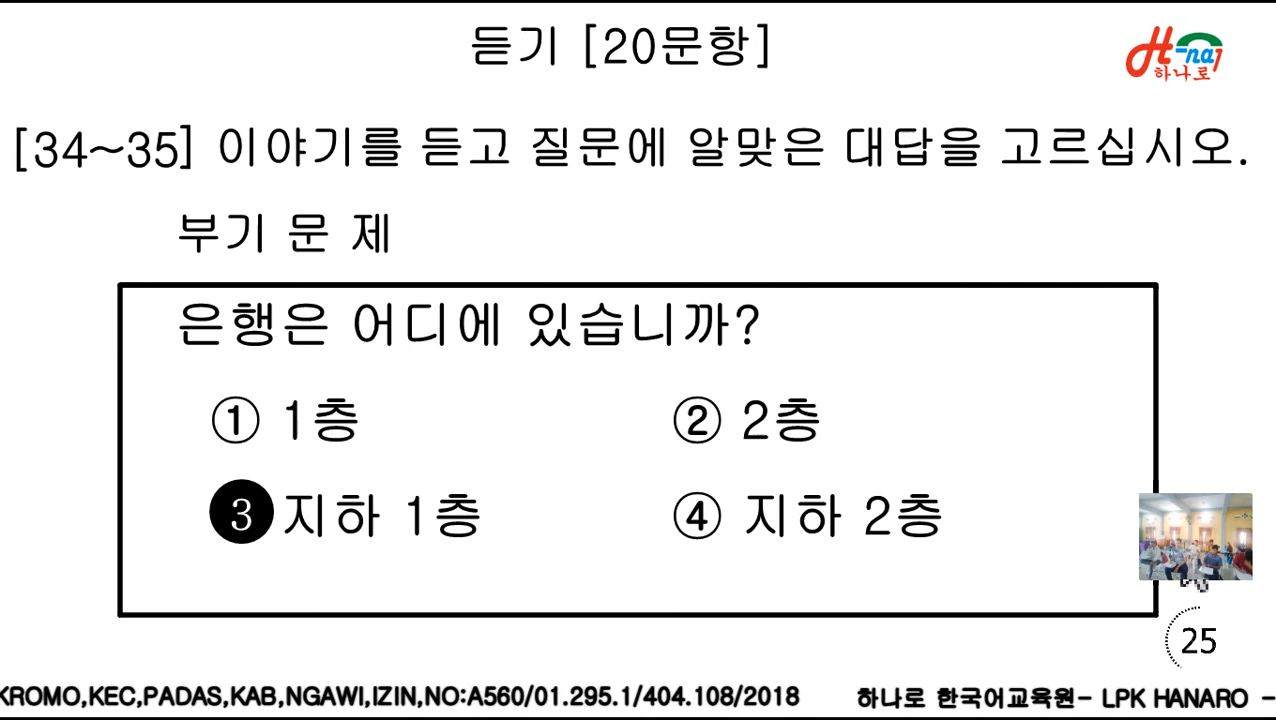 듣기 [20문항]
H-na
하나로
[34~35] 이야기를 듣고 질문에 알맞은 대답을 고르십시오.
부기 문 제
은행은 어디에 있습니까?
① 1층 ② 2층
❸ 지하 1층 ④ 지하 2층
25
KROMO,KEC,PADAS,KAB,NGAWI,IZIN,NO:A560/01.295.1/404.108/2018 하나로 한국어교육원- LPK HANARO -